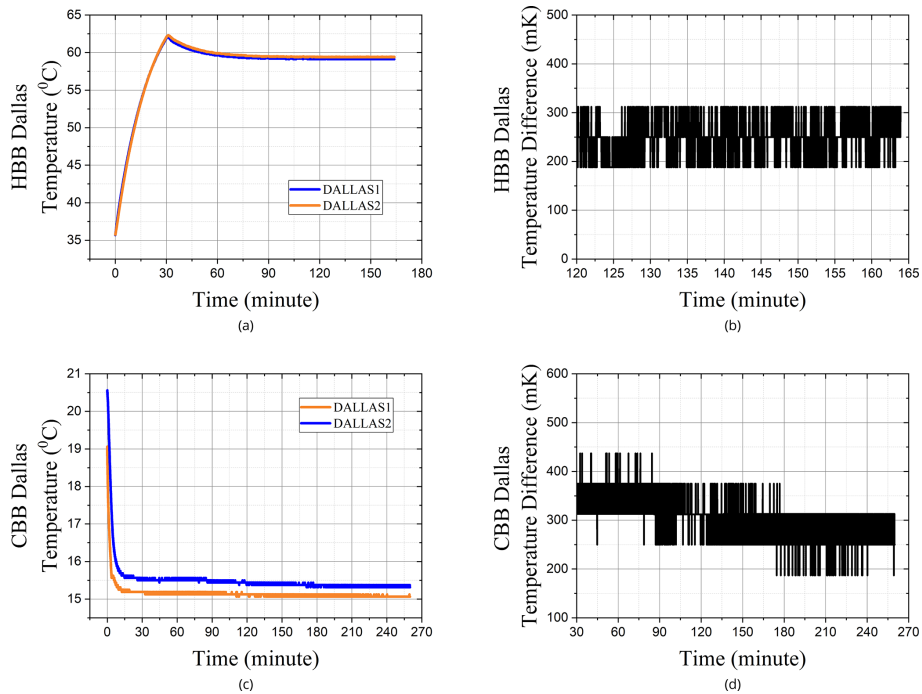 HBB Dallas
Temperature (⁰C)
65
60
55
50
45
40
35
0 30 60 90 120 150 180
DALLAS1
DALLAS2
Time (minute)
(a)
HBB Dallas
Temperature Difference (mK)
500
400
300
200
100
0
120 125 130 135 140 145 150 155 160 165
Time (minute)
(b)
CBB Dallas
Temperature (⁰C)
21
20
19
18
17
16
15
0 30 60 90 120 150 180 210 240 270
DALLAS1
DALLAS2
Time (minute)
(c)
CBB Dallas
Temperature Difference (mK)
600
500
400
300
200
100
30 60 90 120 150 180 210 240 270
Time (minute)
(d)